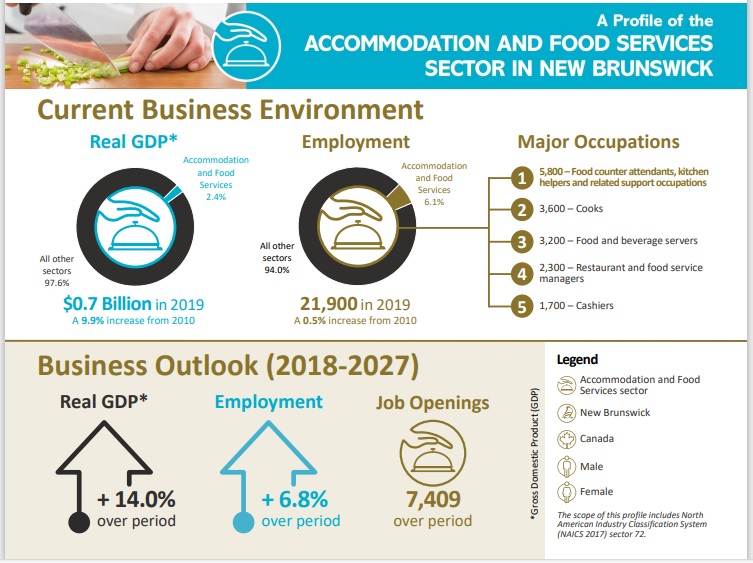 A Profile of the
ACCOMMODATION AND FOOD SERVICES
SECTOR IN NEW BRUNSWICK
Current Business Environment
Real GDP*
Accommodation
and Food
Services
2.4%
All other
sectors
97.6%
$0.7 Billion in 2019
A 9.9% increase from 2010
Employment
Accommodation
and Food
Services
6.1%
All other
sectors
94.0%
21,900 in 2019
A 0.5% increase from 2010
Major Occupations
1 5,800 – Food counter attendants, kitchen
helpers and related support occupations
2 3,600 – Cooks
3 3,200 – Food and beverage servers
4 2,300 – Restaurant and food service
managers
5 1,700 – Cashiers
Business Outlook (2018-2027)
Real GDP*
+ 14.0%
over period
Employment
+ 6.8%
over period
Job Openings
7,409
over period
*Gross Domestic Product (GDP)
Legend
Accommodation and Food
Services sector
New Brunswick
Canada
Male
Female
The scope of this profile includes North
American Industry Classification System
(NAICS 2017) sector 72.